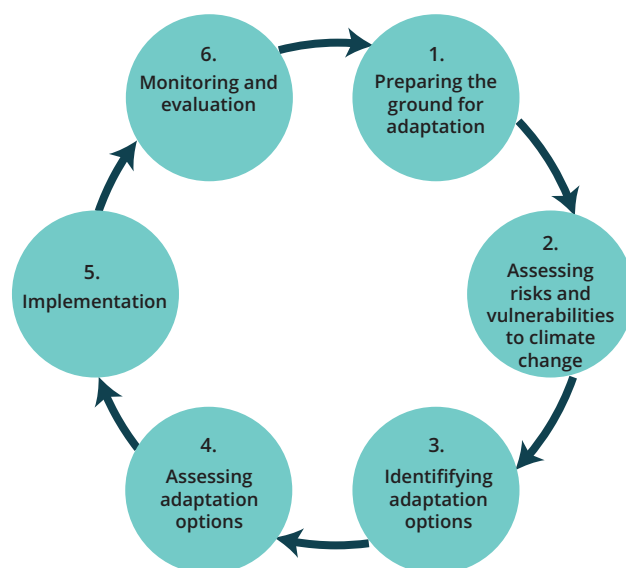 1.
Preparing the
ground for
adaptation
2.
Assessing
risks and
vulnerabilities
to climate
change
3.
Identififying
adaptation
options
4.
Assessing
adaptation
options
5.
Implementation
6.
Monitoring and
evaluation